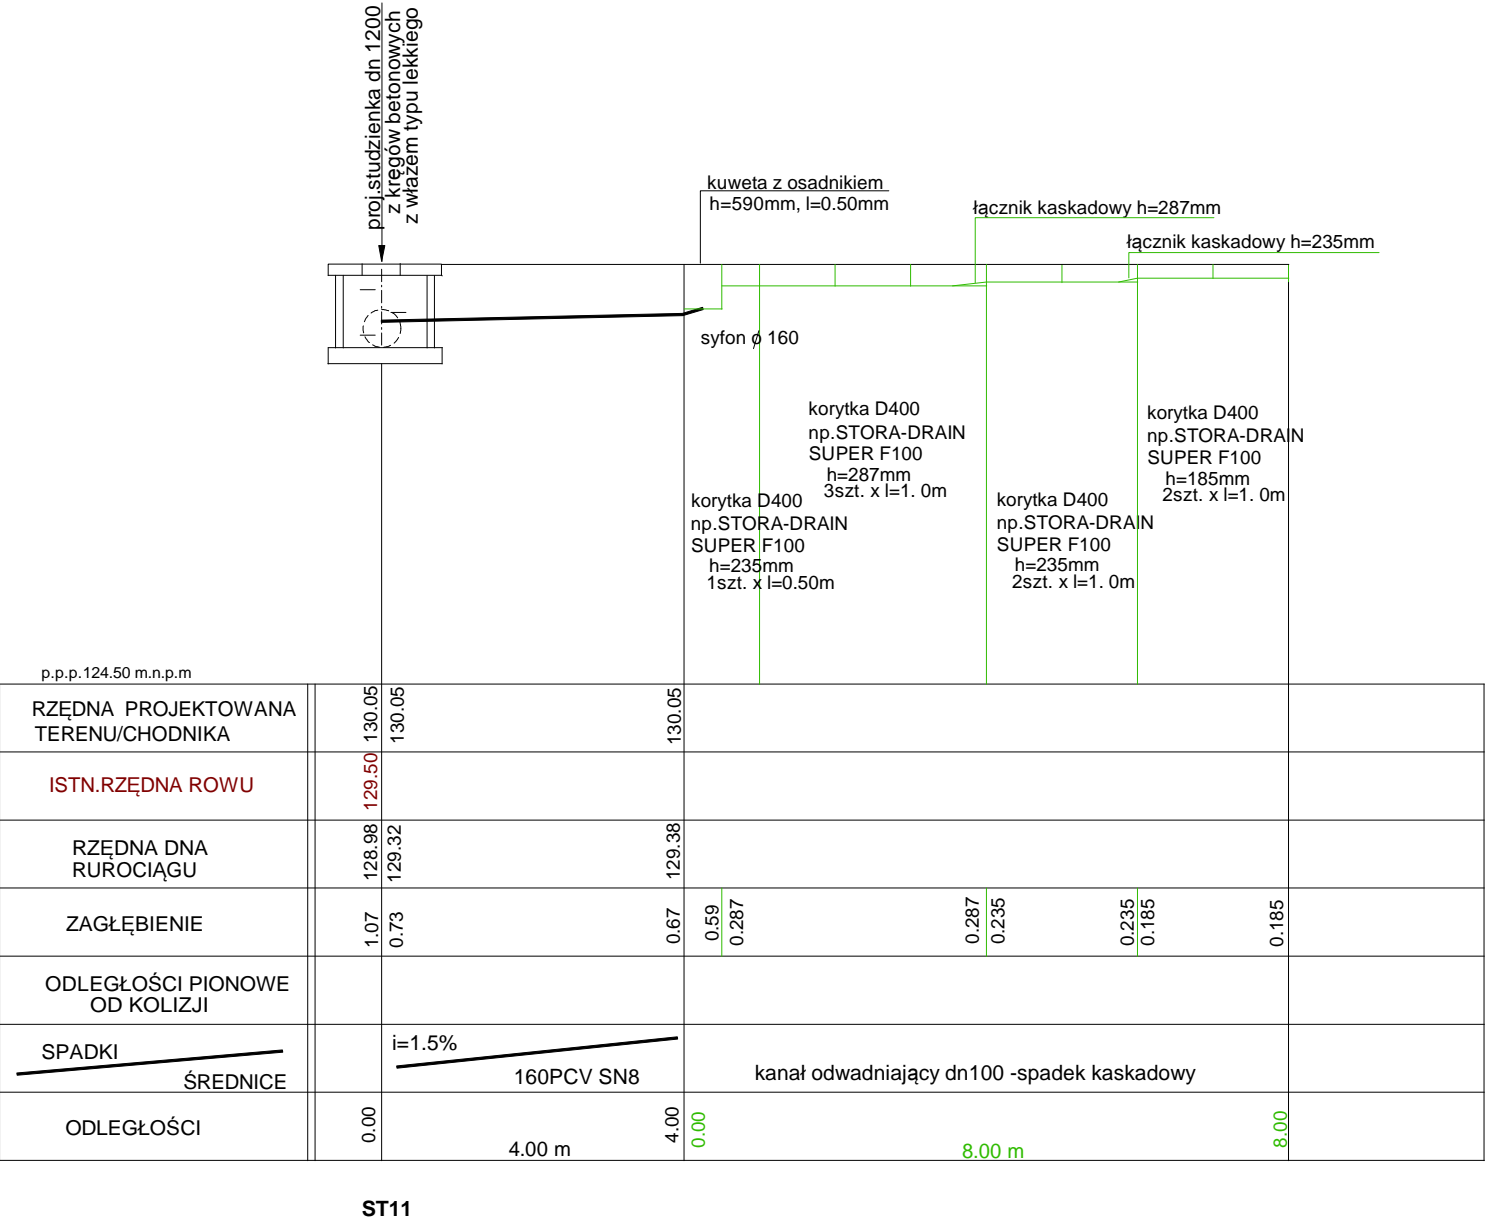 proj.studzienka dn 1200
z kręgów betonowych
z włazem typu lekkiego
kuweta z osadnikiem
h=590mm, l=0.50mm
łącznik kaskadowy h=287mm
łącznik kaskadowy h=235mm
syfon ϕ 160
korytka D400
np.STORA-DRAIN
SUPER F100
h=235mm
1szt. x l=0.50m
korytka D400
np.STORA-DRAIN
SUPER F100
h=287mm
3szt. x l=1. 0m
korytka D400
np.STORA-DRAIN
SUPER F100
h=235mm
2szt. x l=1. 0m
korytka D400
np.STORA-DRAIN
SUPER F100
h=185mm
2szt. x l=1. 0m
p.p.p.124.50 m.n.p.m
RZĘDNA PROJEKTOWANA
TERENU/CHODNIKA
130.05
130.05
130.05
ISTN.RZĘDNA ROWU
129.50
RZĘDNA DNA
RUROCIĄGU
128.98
129.32
129.38
ZAGŁĘBIENIE
1.07
0.73
0.67
0.59
0.287
0.287
0.235
0.235
0.185
0.185
ODLEGŁOŚCI PIONOWE
OD KOLIZJI
SPADKI
ŚREDNICE
i=1.5%
160PCV SN8
kanał odwadniający dn100 -spadek kaskadowy
ODLEGŁOŚCI
0.00
4.00 m
4.00
0.00
8.00 m
8.00
ST11